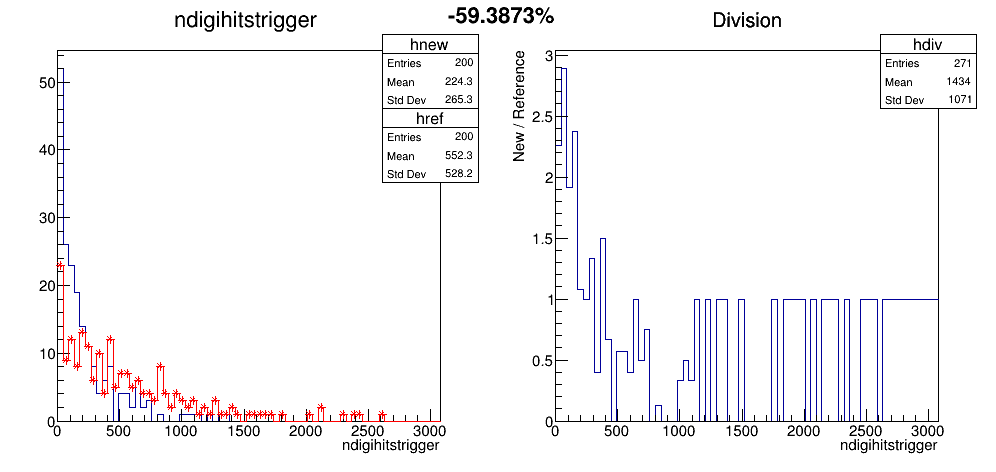 -59.3873%
ndigihitstrigger
hnew
Entries 200
Mean 224.3
Std Dev 265.3
href
Entries 200
Mean 552.3
Std Dev 528.2
50
40
30
20
10
0
0 500 1000 1500 2000 2500 3000
ndigihitstrigger
Division
hdiv
Entries 271
Mean 1434
Std Dev 1071
New / Reference
3
2.5
2
1.5
1
0.5
0
0 500 1000 1500 2000 2500 3000
ndigihitstrigger